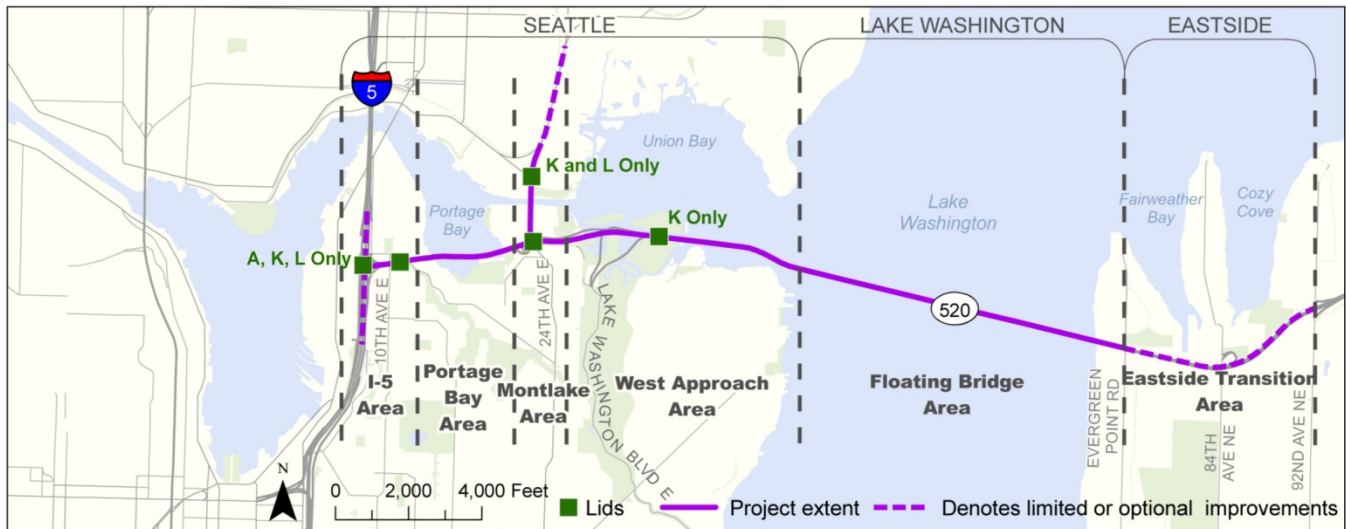 SEATTLE
LAKE WASHINGTON
EASTSIDE
5
Union Bay
K and L Only
Portage
Bay
K Only
Lake
Washington
Fairweather
Bay
Cozy
Cove
A, K, L Only
520
10TH AVE E
24TH AVE E
LAKE WASHINGTON BLVD E
EVERGREEN
POINT RD
84TH
AVE NE
92ND AVE NE
I-5
Area
Portage
Bay
Area
Montlake
Area
West Approach
Area
Floating Bridge
Area
Eastside Transition
Area
N
0 2,000 4,000 Feet
Lids
Project extent
Denotes limited or optional improvements